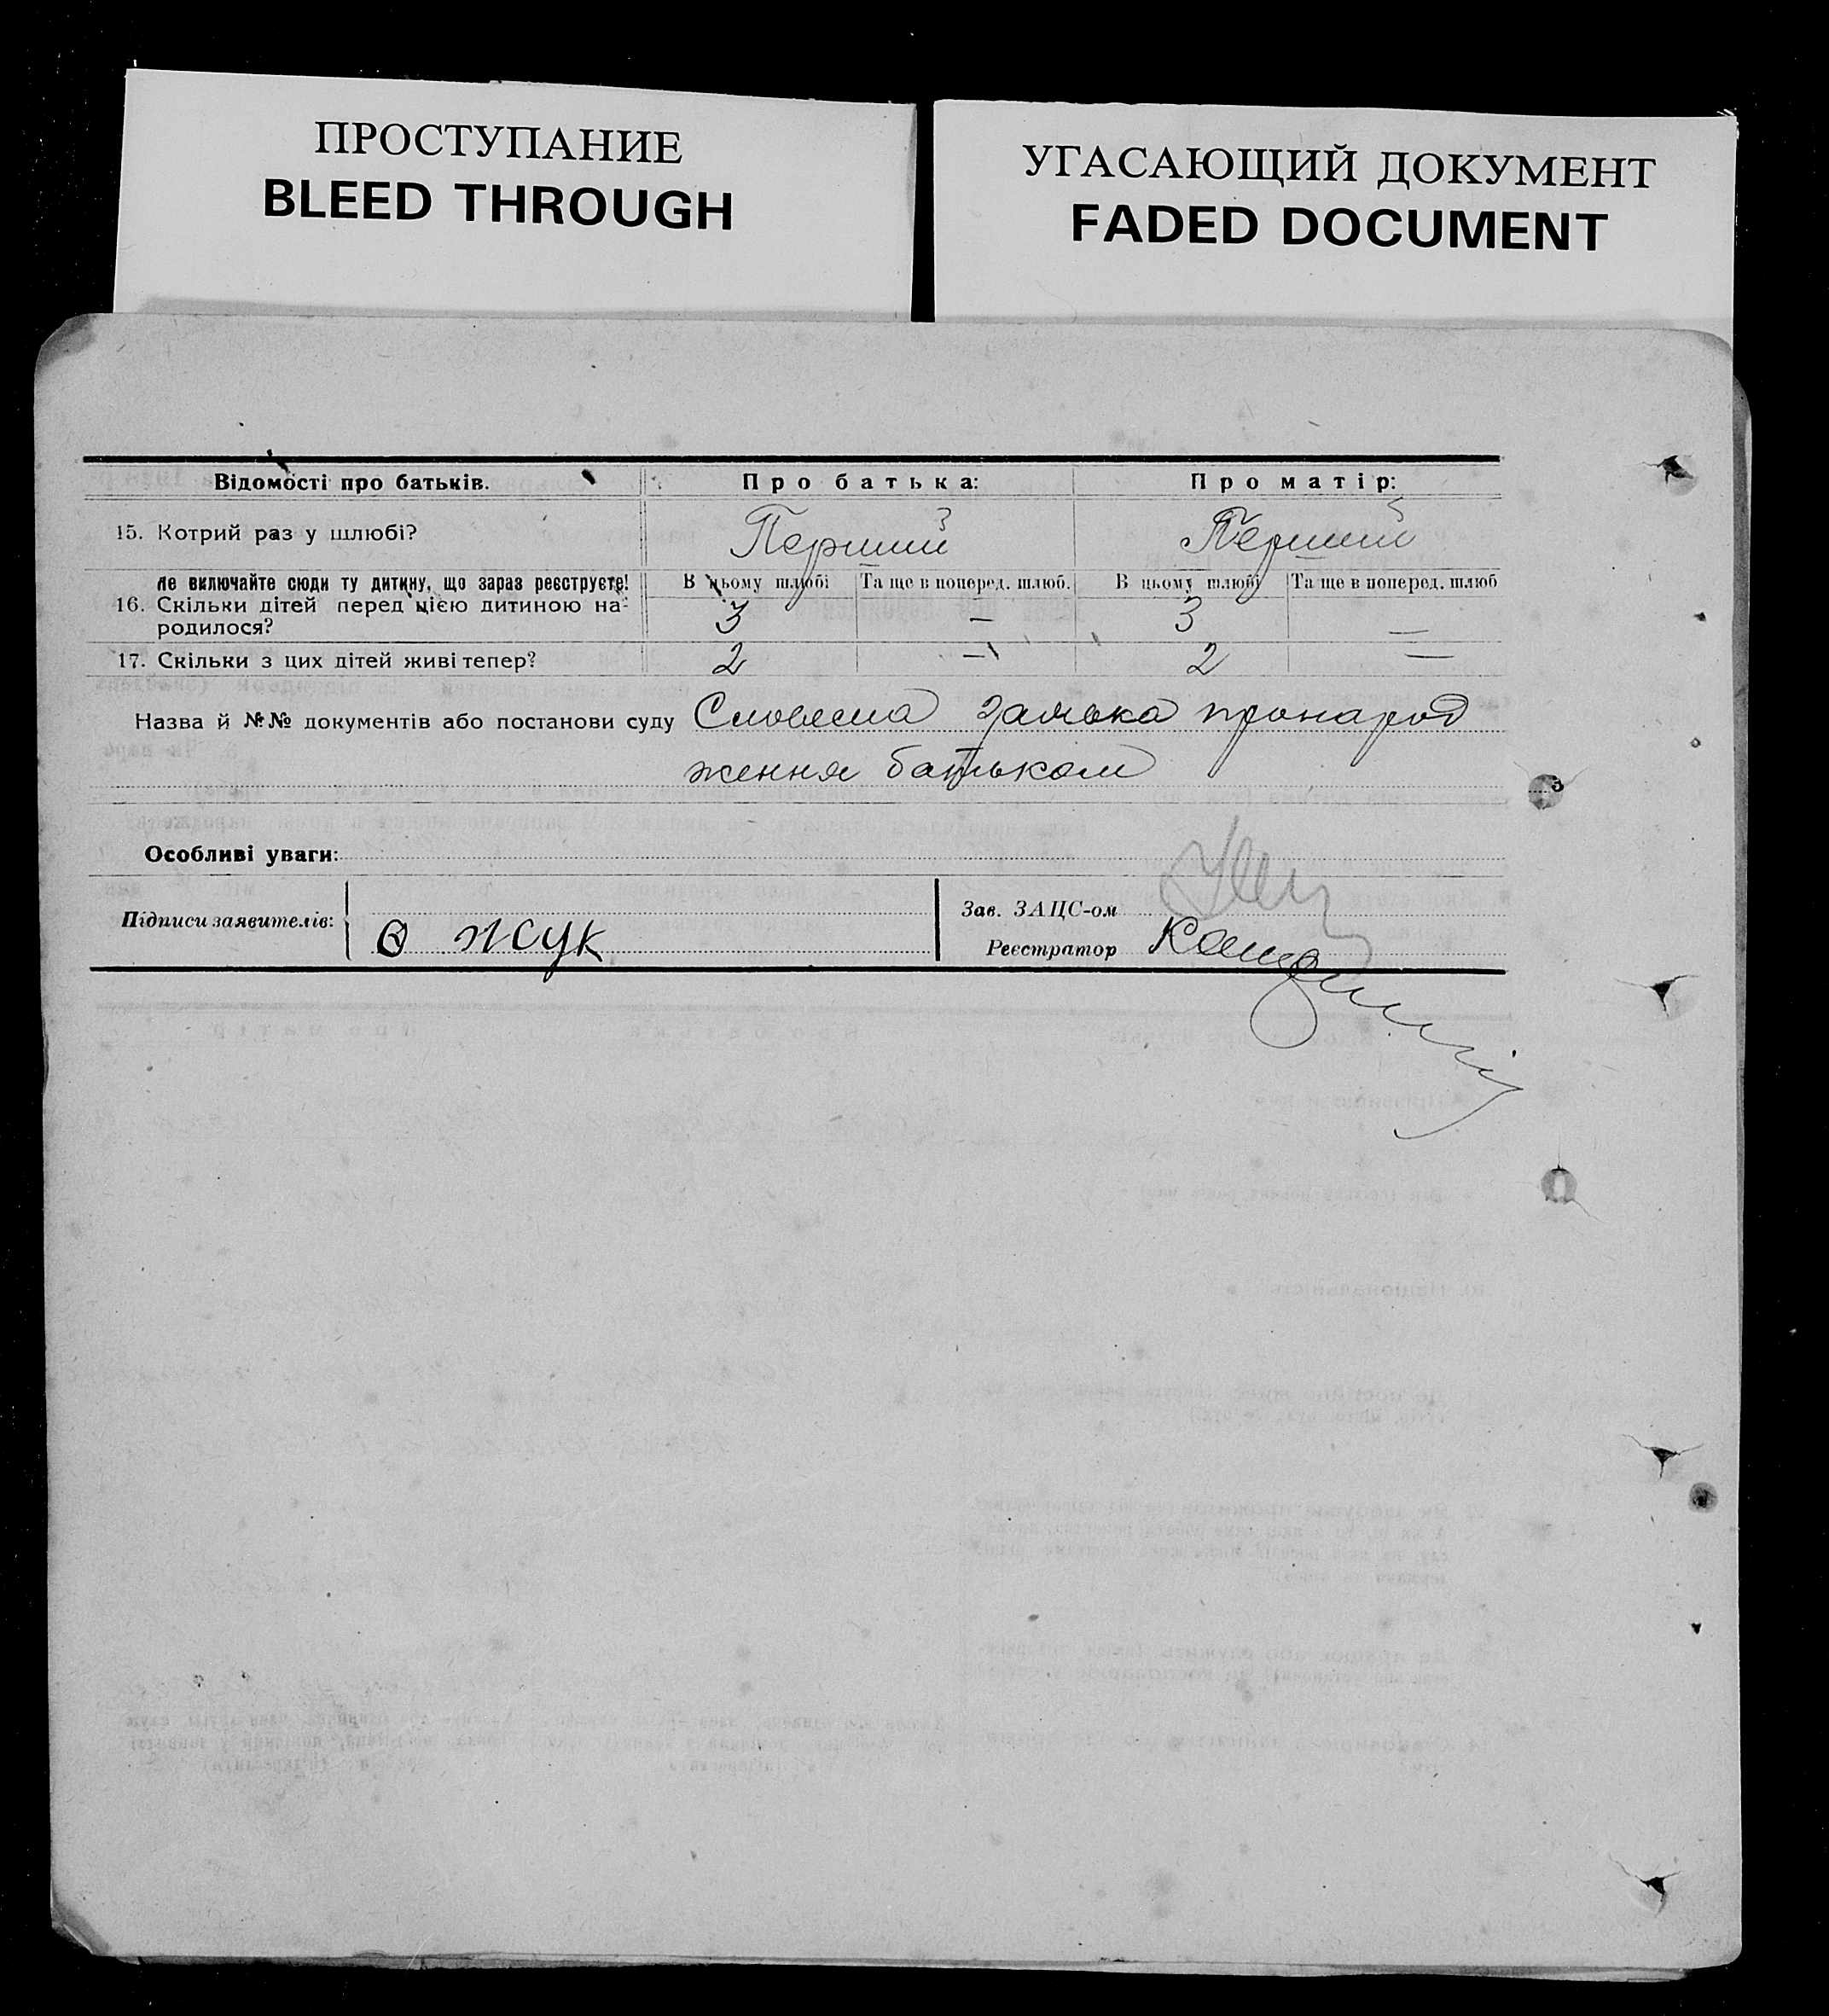 ПРОСТУПАНИЕ
BLEED THROUGH
УГАСАЮЩИЙ ДОКУМЕНТ
FADED DOCUMENT
Відомості про батьків. Про батька: Про матір:
15. Котрий раз у шлюбі? Перший Перший
Не включайте сюди ту дитину, що зараз реєструєте! В цьому шлюбі Та ще в поперед. шлюб. В цьому шлюбі Та ще в поперед. шлюб
16. Скільки дітей перед цією дитиною на-
родилося? 3 — 3 —
17. Скільки з цих дітей живі тепер? 2 — 2 —
Назва й №№ документів або постанови суду Словесна заявка про народ
ження батьком
Особливі уваги:
Підписи заявителів: Жук
Зав. ЗАЦС-ом
Реєстратор